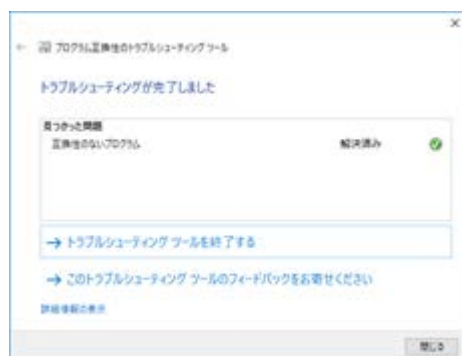 プログラム互換性のトラブルシューティング ツール
トラブルシューティングが完了しました
見つかった問題
互換性のないプログラム 解決済み
→ トラブルシューティング ツールを終了する
→ このトラブルシューティング ツールのフィードバックをお寄せください
詳細情報の表示
閉じる